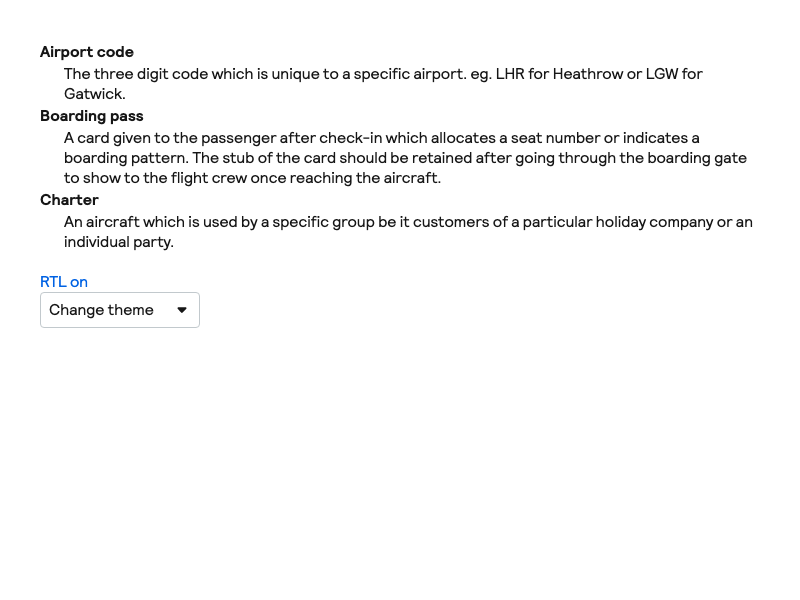 Airport code
The three digit code which is unique to a specific airport. eg. LHR for Heathrow or LGW for
Gatwick.
Boarding pass
A card given to the passenger after check-in which allocates a seat number or indicates a
boarding pattern. The stub of the card should be retained after going through the boarding gate
to show to the flight crew once reaching the aircraft.
Charter
An aircraft which is used by a specific group be it customers of a particular holiday company or an
individual party.
RTL on
Change theme